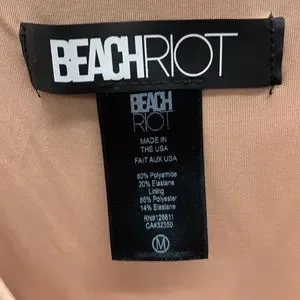 BEACHRIOT
BEACH
RIOT
MADE IN
THE USA
FAIT AUX USA
80% Polyamide
20% Elastane
Lining
86% Polyester
14% Elastane
RN#128811
CA#32350
M